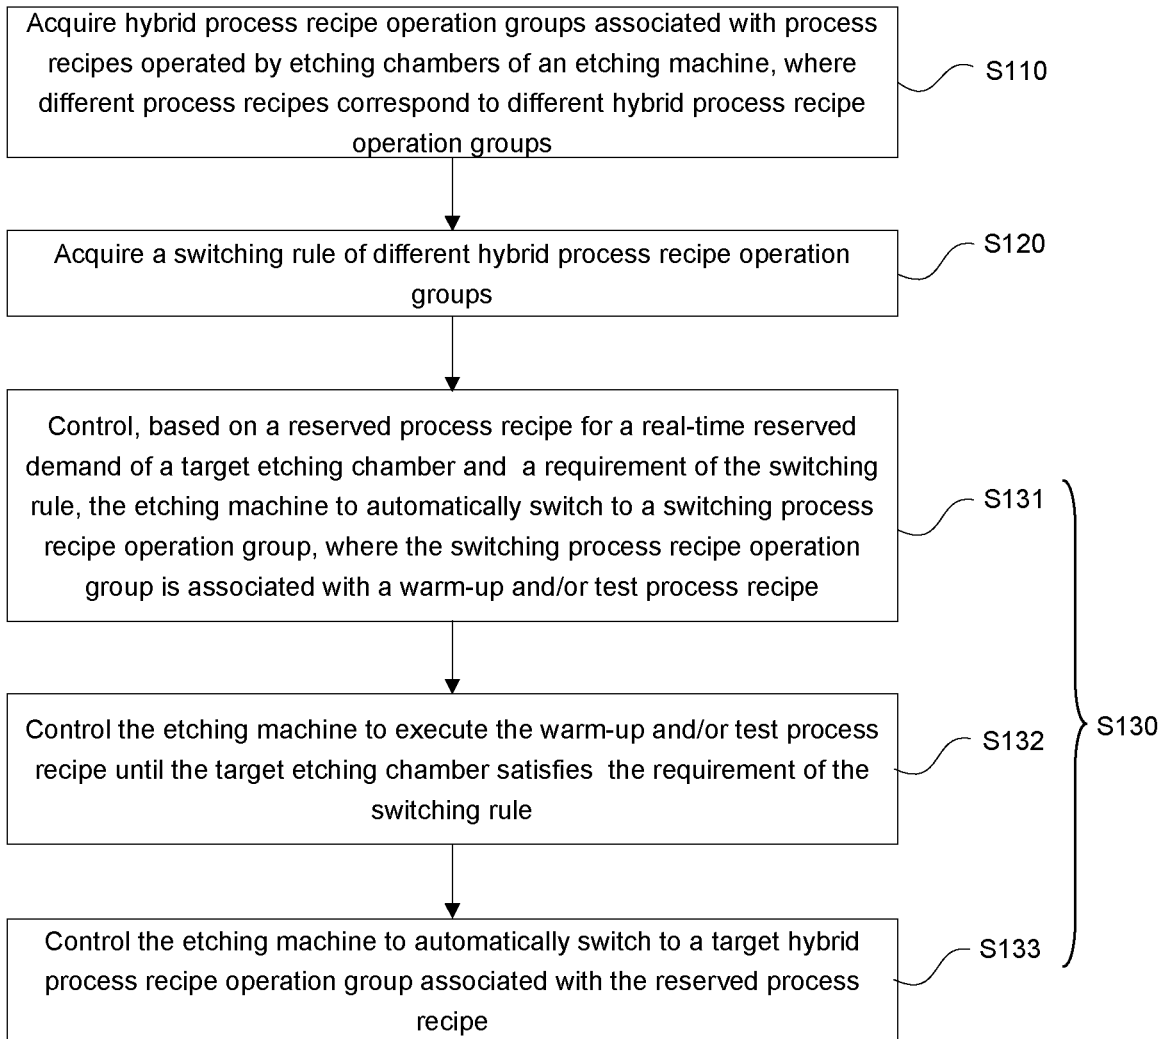 Acquire hybrid process recipe operation groups associated with process
recipes operated by etching chambers of an etching machine, where
different process recipes correspond to different hybrid process recipe
operation groups
S110
Acquire a switching rule of different hybrid process recipe operation
groups
S120
Control, based on a reserved process recipe for a real-time reserved
demand of a target etching chamber and a requirement of the switching
rule, the etching machine to automatically switch to a switching process
recipe operation group, where the switching process recipe operation
group is associated with a warm-up and/or test process recipe
S131
Control the etching machine to execute the warm-up and/or test process
recipe until the target etching chamber satisfies the requirement of the
switching rule
S132
S130
Control the etching machine to automatically switch to a target hybrid
process recipe operation group associated with the reserved process
recipe
S133